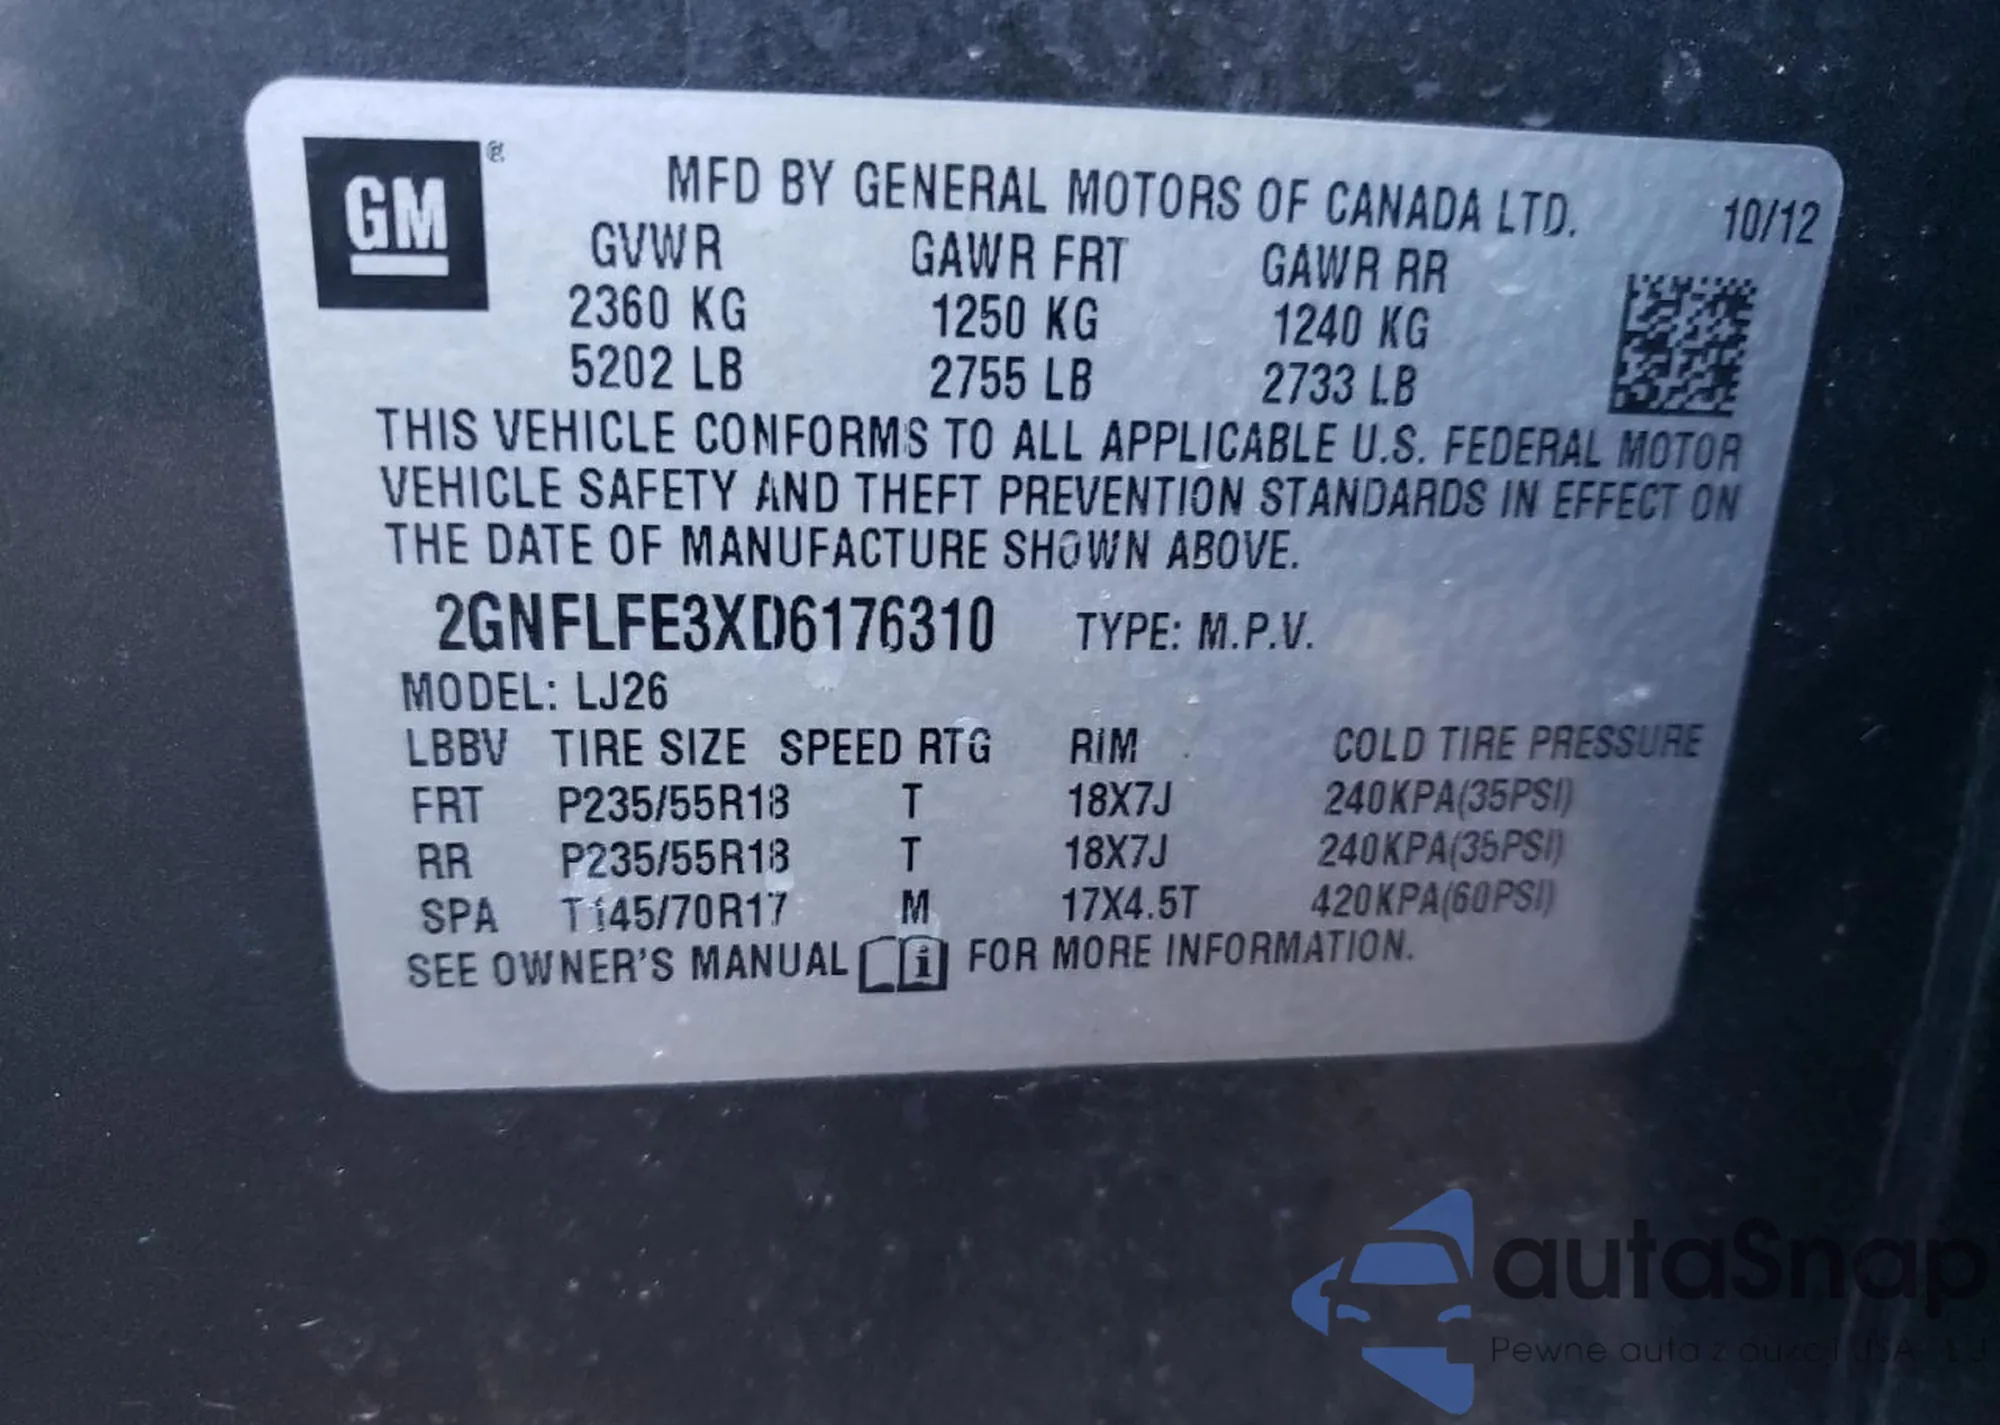 GM ®
MFD BY GENERAL MOTORS OF CANADA LTD. 10/12
GVWR GAWR FRT GAWR RR
2360 KG 1250 KG 1240 KG
5202 LB 2755 LB 2733 LB
THIS VEHICLE CONFORMS TO ALL APPLICABLE U.S. FEDERAL MOTOR
VEHICLE SAFETY AND THEFT PREVENTION STANDARDS IN EFFECT ON
THE DATE OF MANUFACTURE SHOWN ABOVE.
2GNFLFE3XD6176310 TYPE: M.P.V.
MODEL: LJ26
LBBV TIRE SIZE SPEED RTG RIM COLD TIRE PRESSURE
FRT P235/55R18 T 18X7J 240KPA(35PSI)
RR P235/55R18 T 18X7J 240KPA(35PSI)
SPA T145/70R17 M 17X4.5T 420KPA(60PSI)
SEE OWNER'S MANUAL i FOR MORE INFORMATION.
autaSnap
Pewne auta z aukcji USA